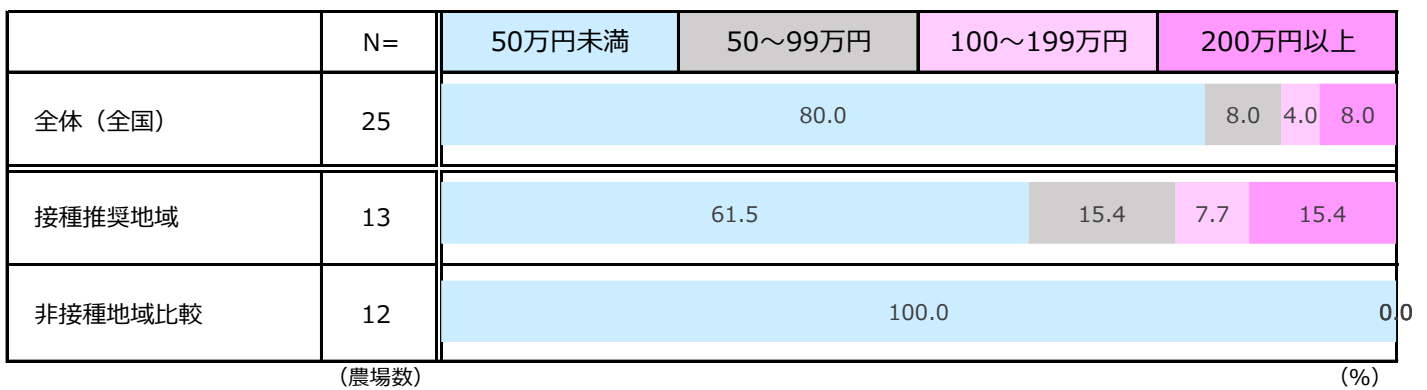 N= 50万円未満 50～99万円 100～199万円 200万円以上
全体（全国） 25 80.0 8.0 4.0 8.0
接種推奨地域 13 61.5 15.4 7.7 15.4
非接種地域比較 12 100.0 0.0
（農場数） （%）